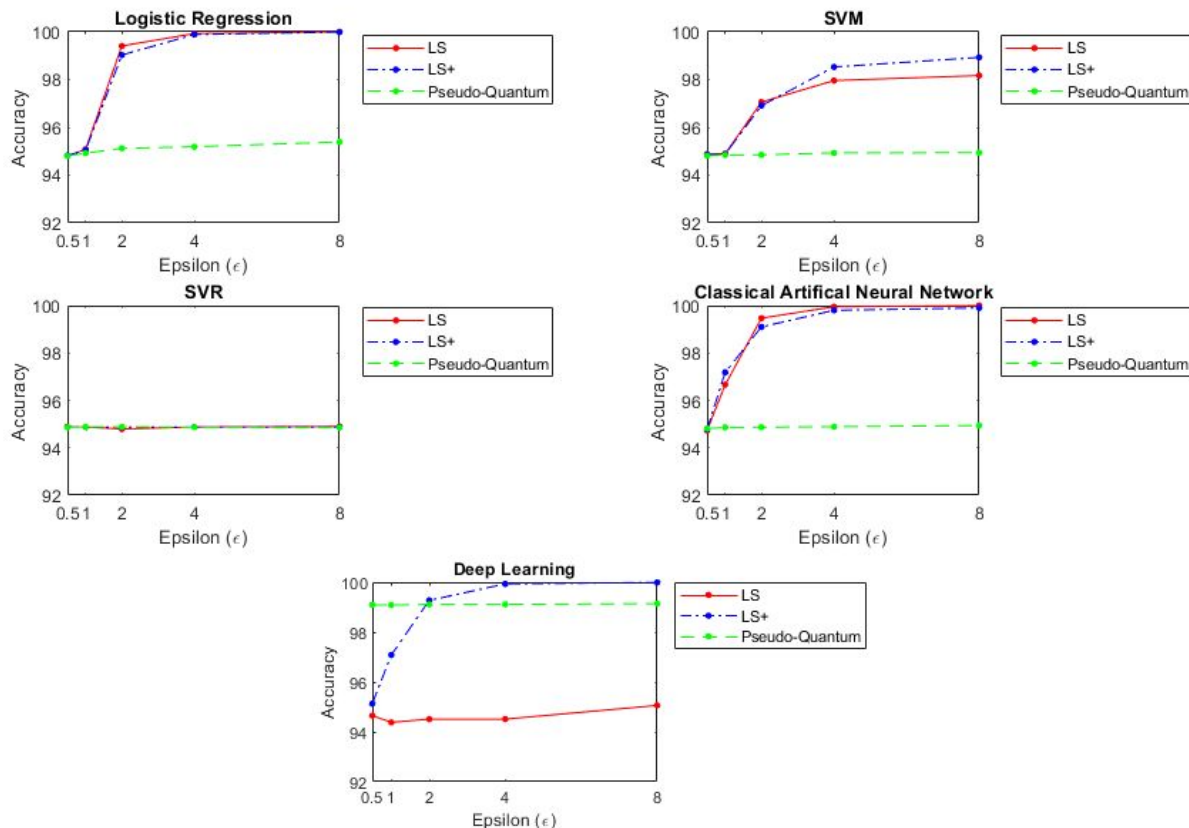 Logistic Regression
100
98
96
94
92
Accuracy
0.5 1 2 4 8
Epsilon (ϵ)
LS
LS+
Pseudo-Quantum
SVM
100
98
96
94
92
Accuracy
0.5 1 2 4 8
Epsilon (ϵ)
LS
LS+
Pseudo-Quantum
SVR
100
98
96
94
92
Accuracy
0.5 1 2 4 8
Epsilon (ϵ)
LS
LS+
Pseudo-Quantum
Classical Artifical Neural Network
100
98
96
94
92
Accuracy
0.5 1 2 4 8
Epsilon (ϵ)
LS
LS+
Pseudo-Quantum
Deep Learning
100
98
96
94
92
Accuracy
0.5 1 2 4 8
Epsilon (ϵ)
LS
LS+
Pseudo-Quantum